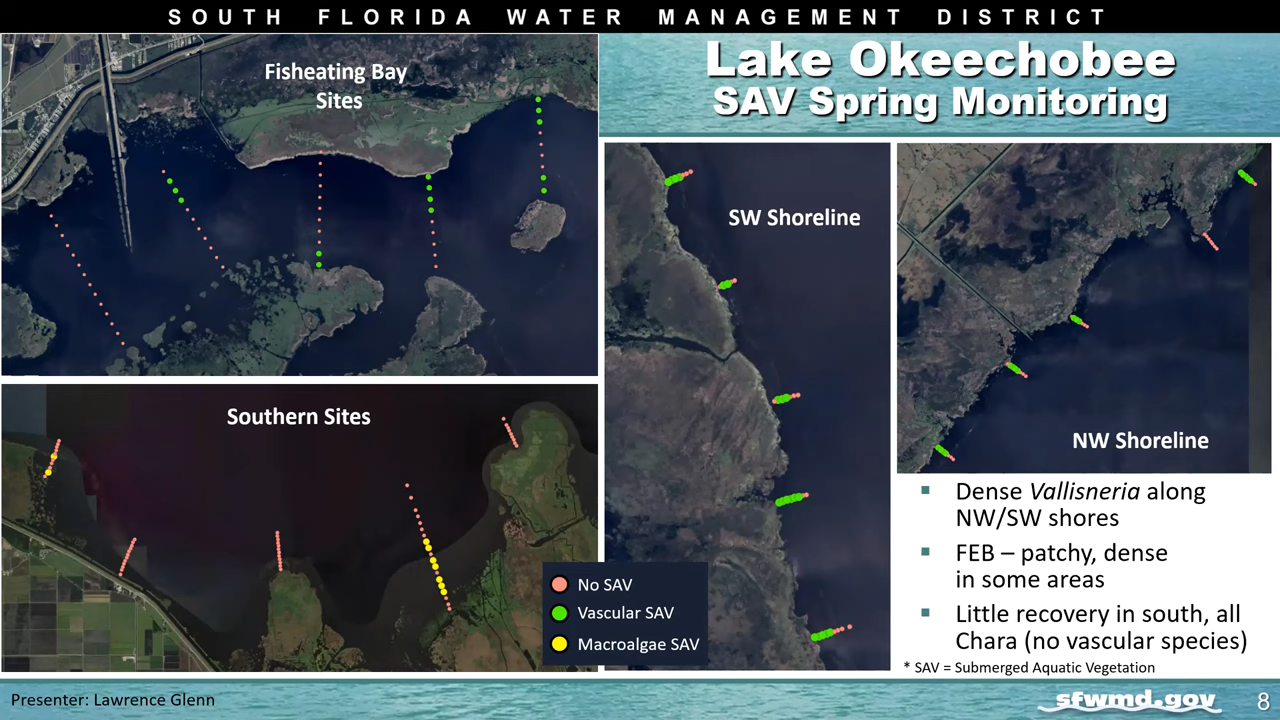 SOUTH FLORIDA WATER MANAGEMENT DISTRICT
Lake Okeechobee
SAV Spring Monitoring
Fisheating Bay
Sites
SW Shoreline
NW Shoreline
Southern Sites
No SAV
Vascular SAV
Macroalgae SAV
▪ Dense Vallisneria along
NW/SW shores
▪ FEB – patchy, dense
in some areas
▪ Little recovery in south, all
Chara (no vascular species)
* SAV = Submerged Aquatic Vegetation
Presenter: Lawrence Glenn
sfwmd.gov
8